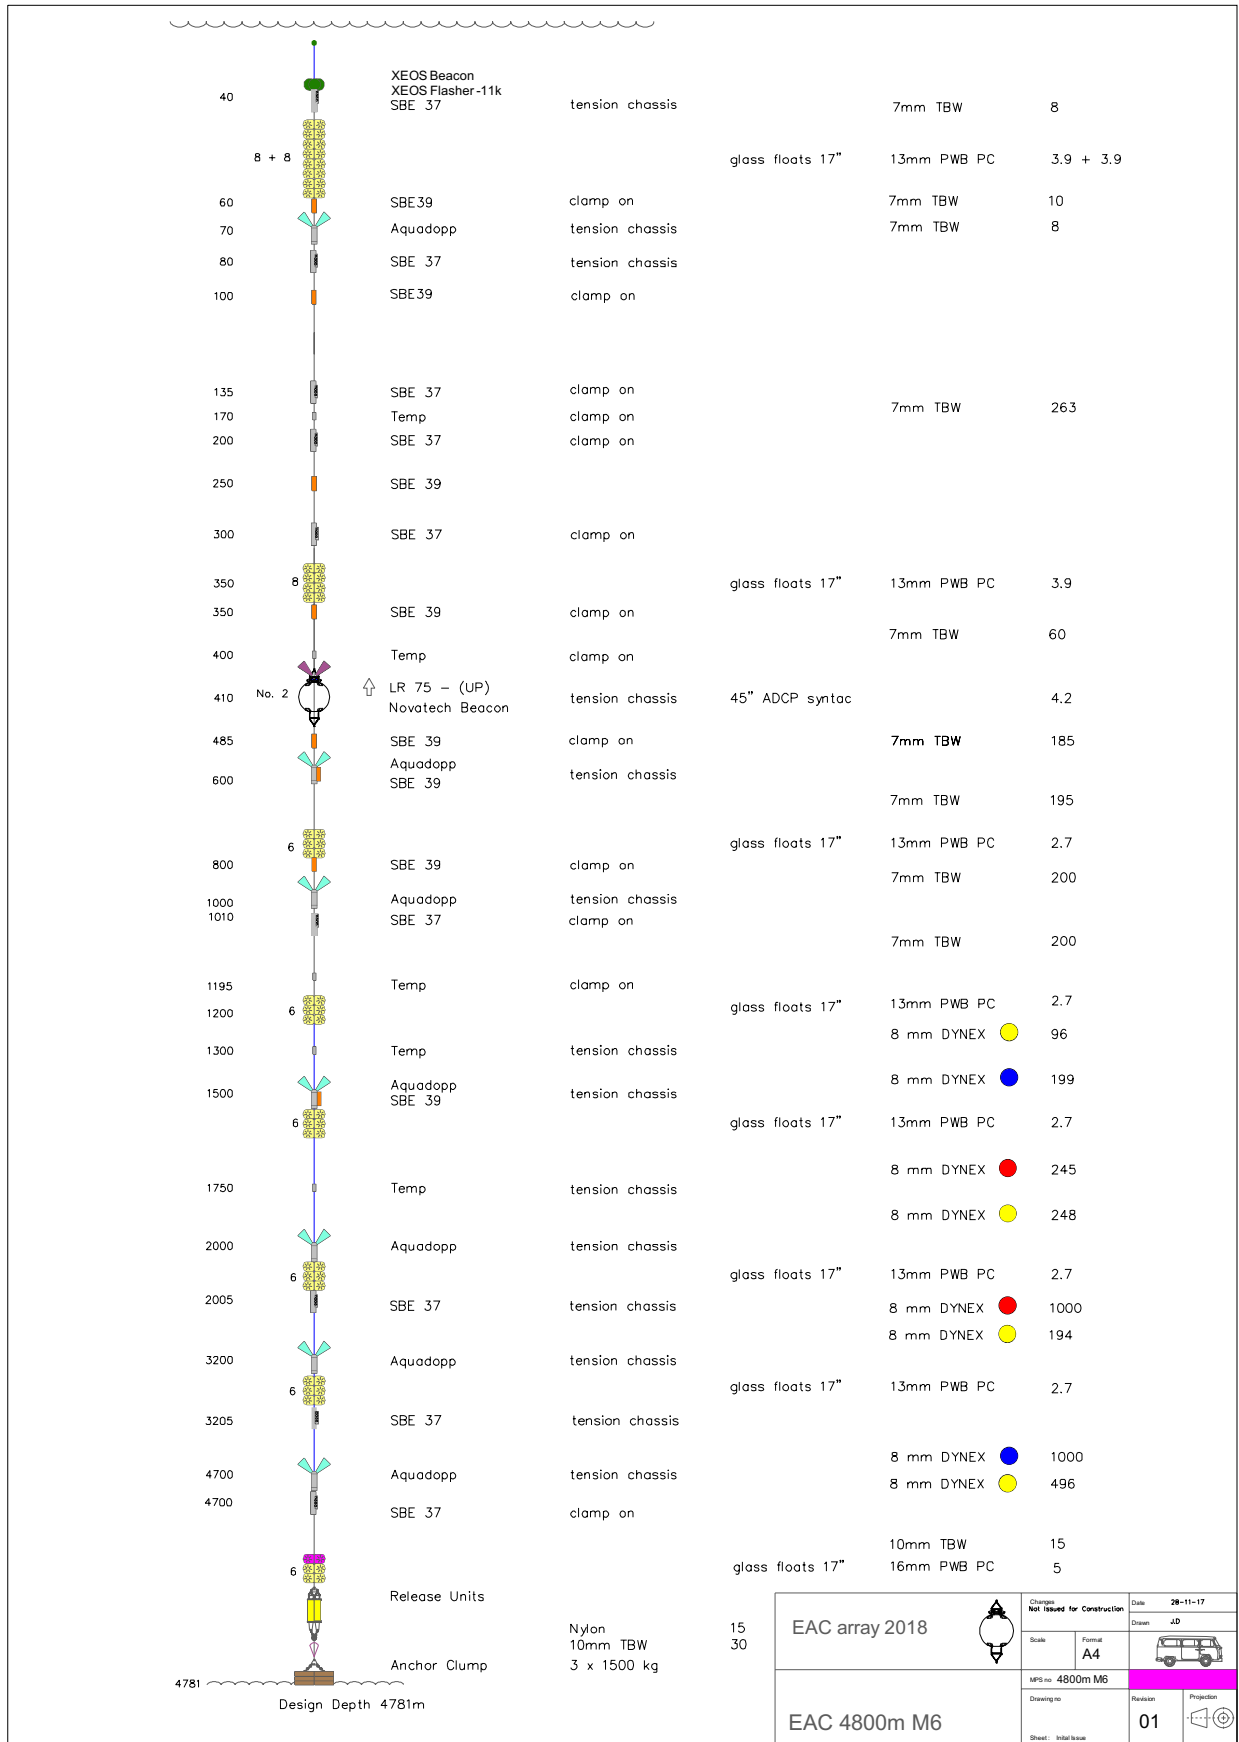 XEOS Beacon
XEOS Flasher-11k
40 SBE 37 tension chassis 7mm TBW 8
8 + 8 glass floats 17" 13mm PWB PC 3.9 + 3.9
60 SBE39 clamp on 7mm TBW 10
70 Aquadopp tension chassis 7mm TBW 8
80 SBE 37 tension chassis
100 SBE39 clamp on
135 SBE 37 clamp on
7mm TBW 263
170 Temp clamp on
200 SBE 37 clamp on
250 SBE 39
300 SBE 37 clamp on
350 8 glass floats 17" 13mm PWB PC 3.9
350 SBE 39 clamp on
7mm TBW 60
400 Temp clamp on
410 No. 2 LR 75 – (UP) tension chassis 45" ADCP syntac 4.2
Novatech Beacon
485 SBE 39 clamp on 7mm TBW 185
Aquadopp
600 SBE 39 tension chassis
7mm TBW 195
6 glass floats 17" 13mm PWB PC 2.7
800 SBE 39 clamp on
7mm TBW 200
1000 Aquadopp tension chassis
1010 SBE 37 clamp on
7mm TBW 200
1195 Temp clamp on
1200 6 glass floats 17" 13mm PWB PC 2.7
8 mm DYNEX 96
1300 Temp tension chassis
8 mm DYNEX 199
Aquadopp
1500 SBE 39 tension chassis
6 glass floats 17" 13mm PWB PC 2.7
8 mm DYNEX 245
1750 Temp tension chassis
8 mm DYNEX 248
2000 Aquadopp tension chassis
6 glass floats 17" 13mm PWB PC 2.7
2005 SBE 37 tension chassis 8 mm DYNEX 1000
8 mm DYNEX 194
3200 Aquadopp tension chassis
6 glass floats 17" 13mm PWB PC 2.7
3205 SBE 37 tension chassis
8 mm DYNEX 1000
4700 Aquadopp tension chassis
8 mm DYNEX 496
4700 SBE 37 clamp on
10mm TBW 15
6 glass floats 17" 16mm PWB PC 5
Release Units
Nylon 15
10mm TBW 30
Anchor Clump 3 x 1500 kg
4781
Design Depth 4781m
EAC array 2018
EAC 4800m M6
Changes
Not Issued for Construction
Date 28-11-17
Drawn J.D
Scale
Format
A4
MPS no 4800m M6
Drawing no
Revision
01
Projection
Sheet : Inital Issue